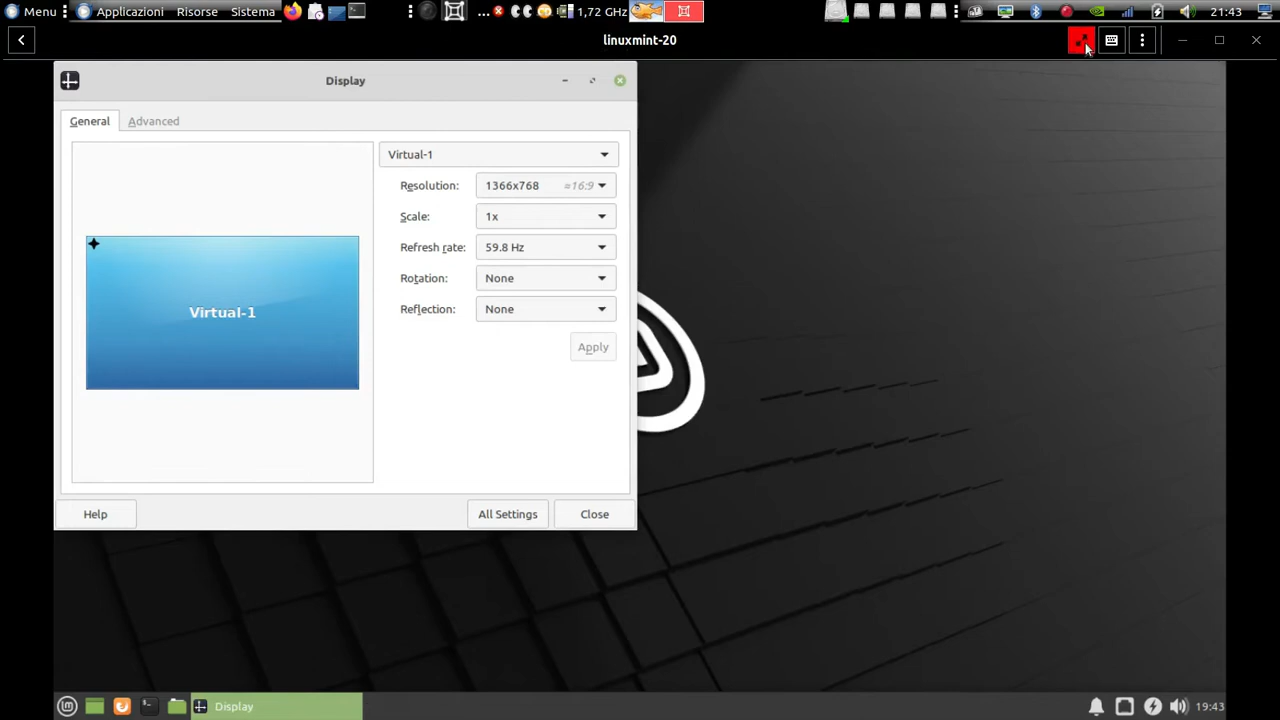 Menu Applicazioni Risorse Sistema ... 1,72 GHz 21:43
linuxmint-20
Display
General Advanced
Virtual-1
Resolution: 1366x768 ≈16:9
Scale: 1x
Refresh rate: 59.8 Hz
Rotation: None
Reflection: None
Virtual-1
Apply
Help All Settings Close
Display 19:43